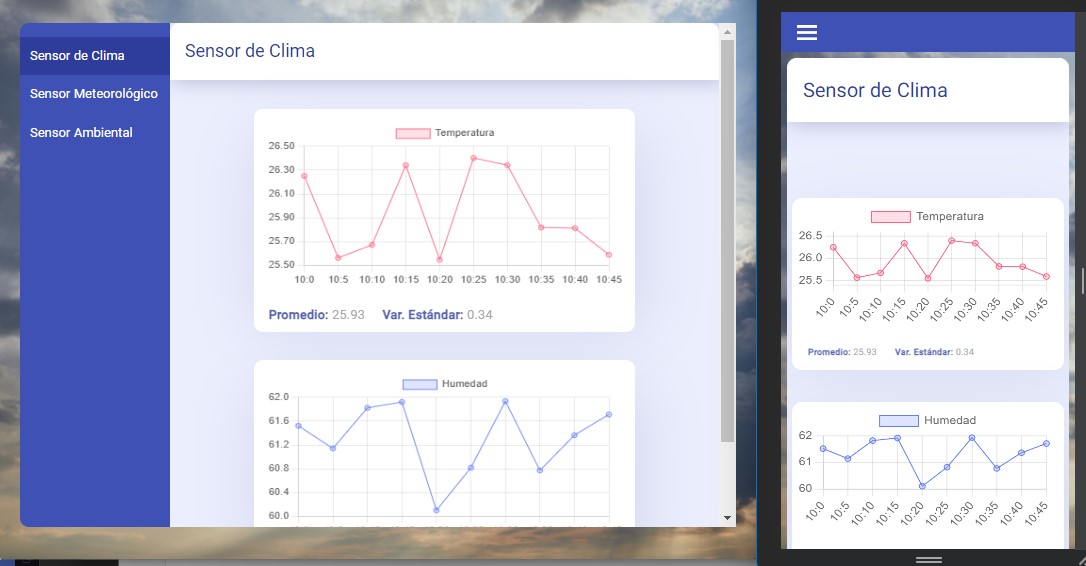 Sensor de Clima
Sensor Meteorológico
Sensor Ambiental
Sensor de Clima
Temperatura
26.50
26.30
26.10
25.90
25.70
25.50
10:0 10:5 10:10 10:15 10:20 10:25 10:30 10:35 10:40 10:45
Promedio: 25.93 Var. Estándar: 0.34
Humedad
62.0
61.6
61.2
60.8
60.4
60.0
Sensor de Clima
Temperatura
26.5
26.0
25.5
10:0 10:5 10:10 10:15 10:20 10:25 10:30 10:35 10:40 10:45
Promedio: 25.93 Var. Estándar: 0.34
Humedad
62
61
60
10:0 10:5 10:10 10:15 10:20 10:25 10:30 10:35 10:40 10:45